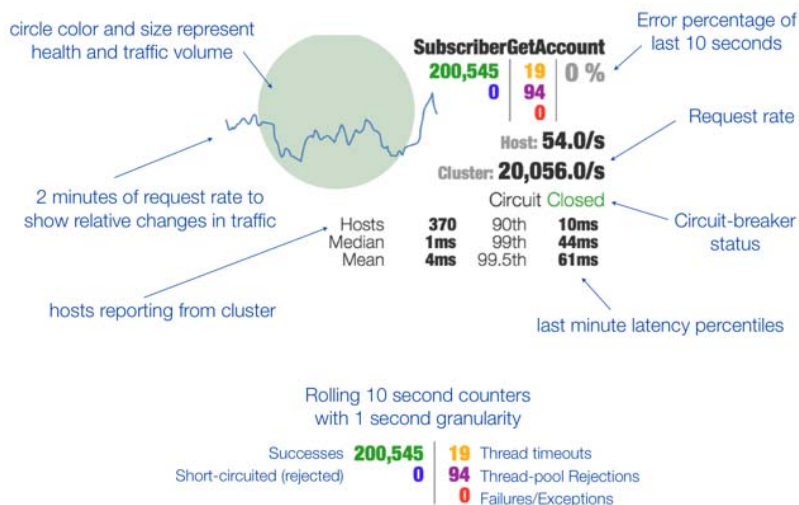 circle color and size represent
health and traffic volume
SubscriberGetAccount
200,545 19 0 %
0 94
0
Error percentage of
last 10 seconds
Host: 54.0/s
Cluster: 20,056.0/s
Request rate
2 minutes of request rate to
show relative changes in traffic
Circuit Closed
Circuit-breaker
status
Hosts 370 90th 10ms
Median 1ms 99th 44ms
Mean 4ms 99.5th 61ms
hosts reporting from cluster
last minute latency percentiles
Rolling 10 second counters
with 1 second granularity
Successes 200,545 19 Thread timeouts
Short-circuited (rejected) 0 94 Thread-pool Rejections
0 Failures/Exceptions